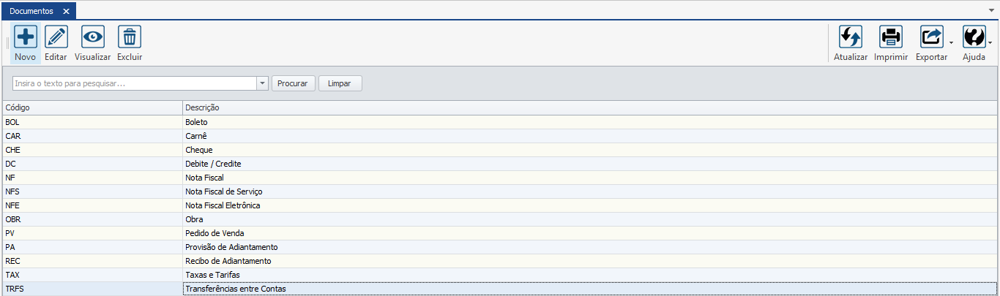 Documentos
Novo Editar Visualizar Excluir Atualizar Imprimir Exportar Ajuda
Insira o texto para pesquisar... Procurar Limpar
Código Descrição
BOL Boleto
CAR Carnê
CHE Cheque
DC Debite / Credite
NF Nota Fiscal
NFS Nota Fiscal de Serviço
NFE Nota Fiscal Eletrônica
OBR Obra
PV Pedido de Venda
PA Provisão de Adiantamento
REC Recibo de Adiantamento
TAX Taxas e Tarifas
TRFS Transferências entre Contas